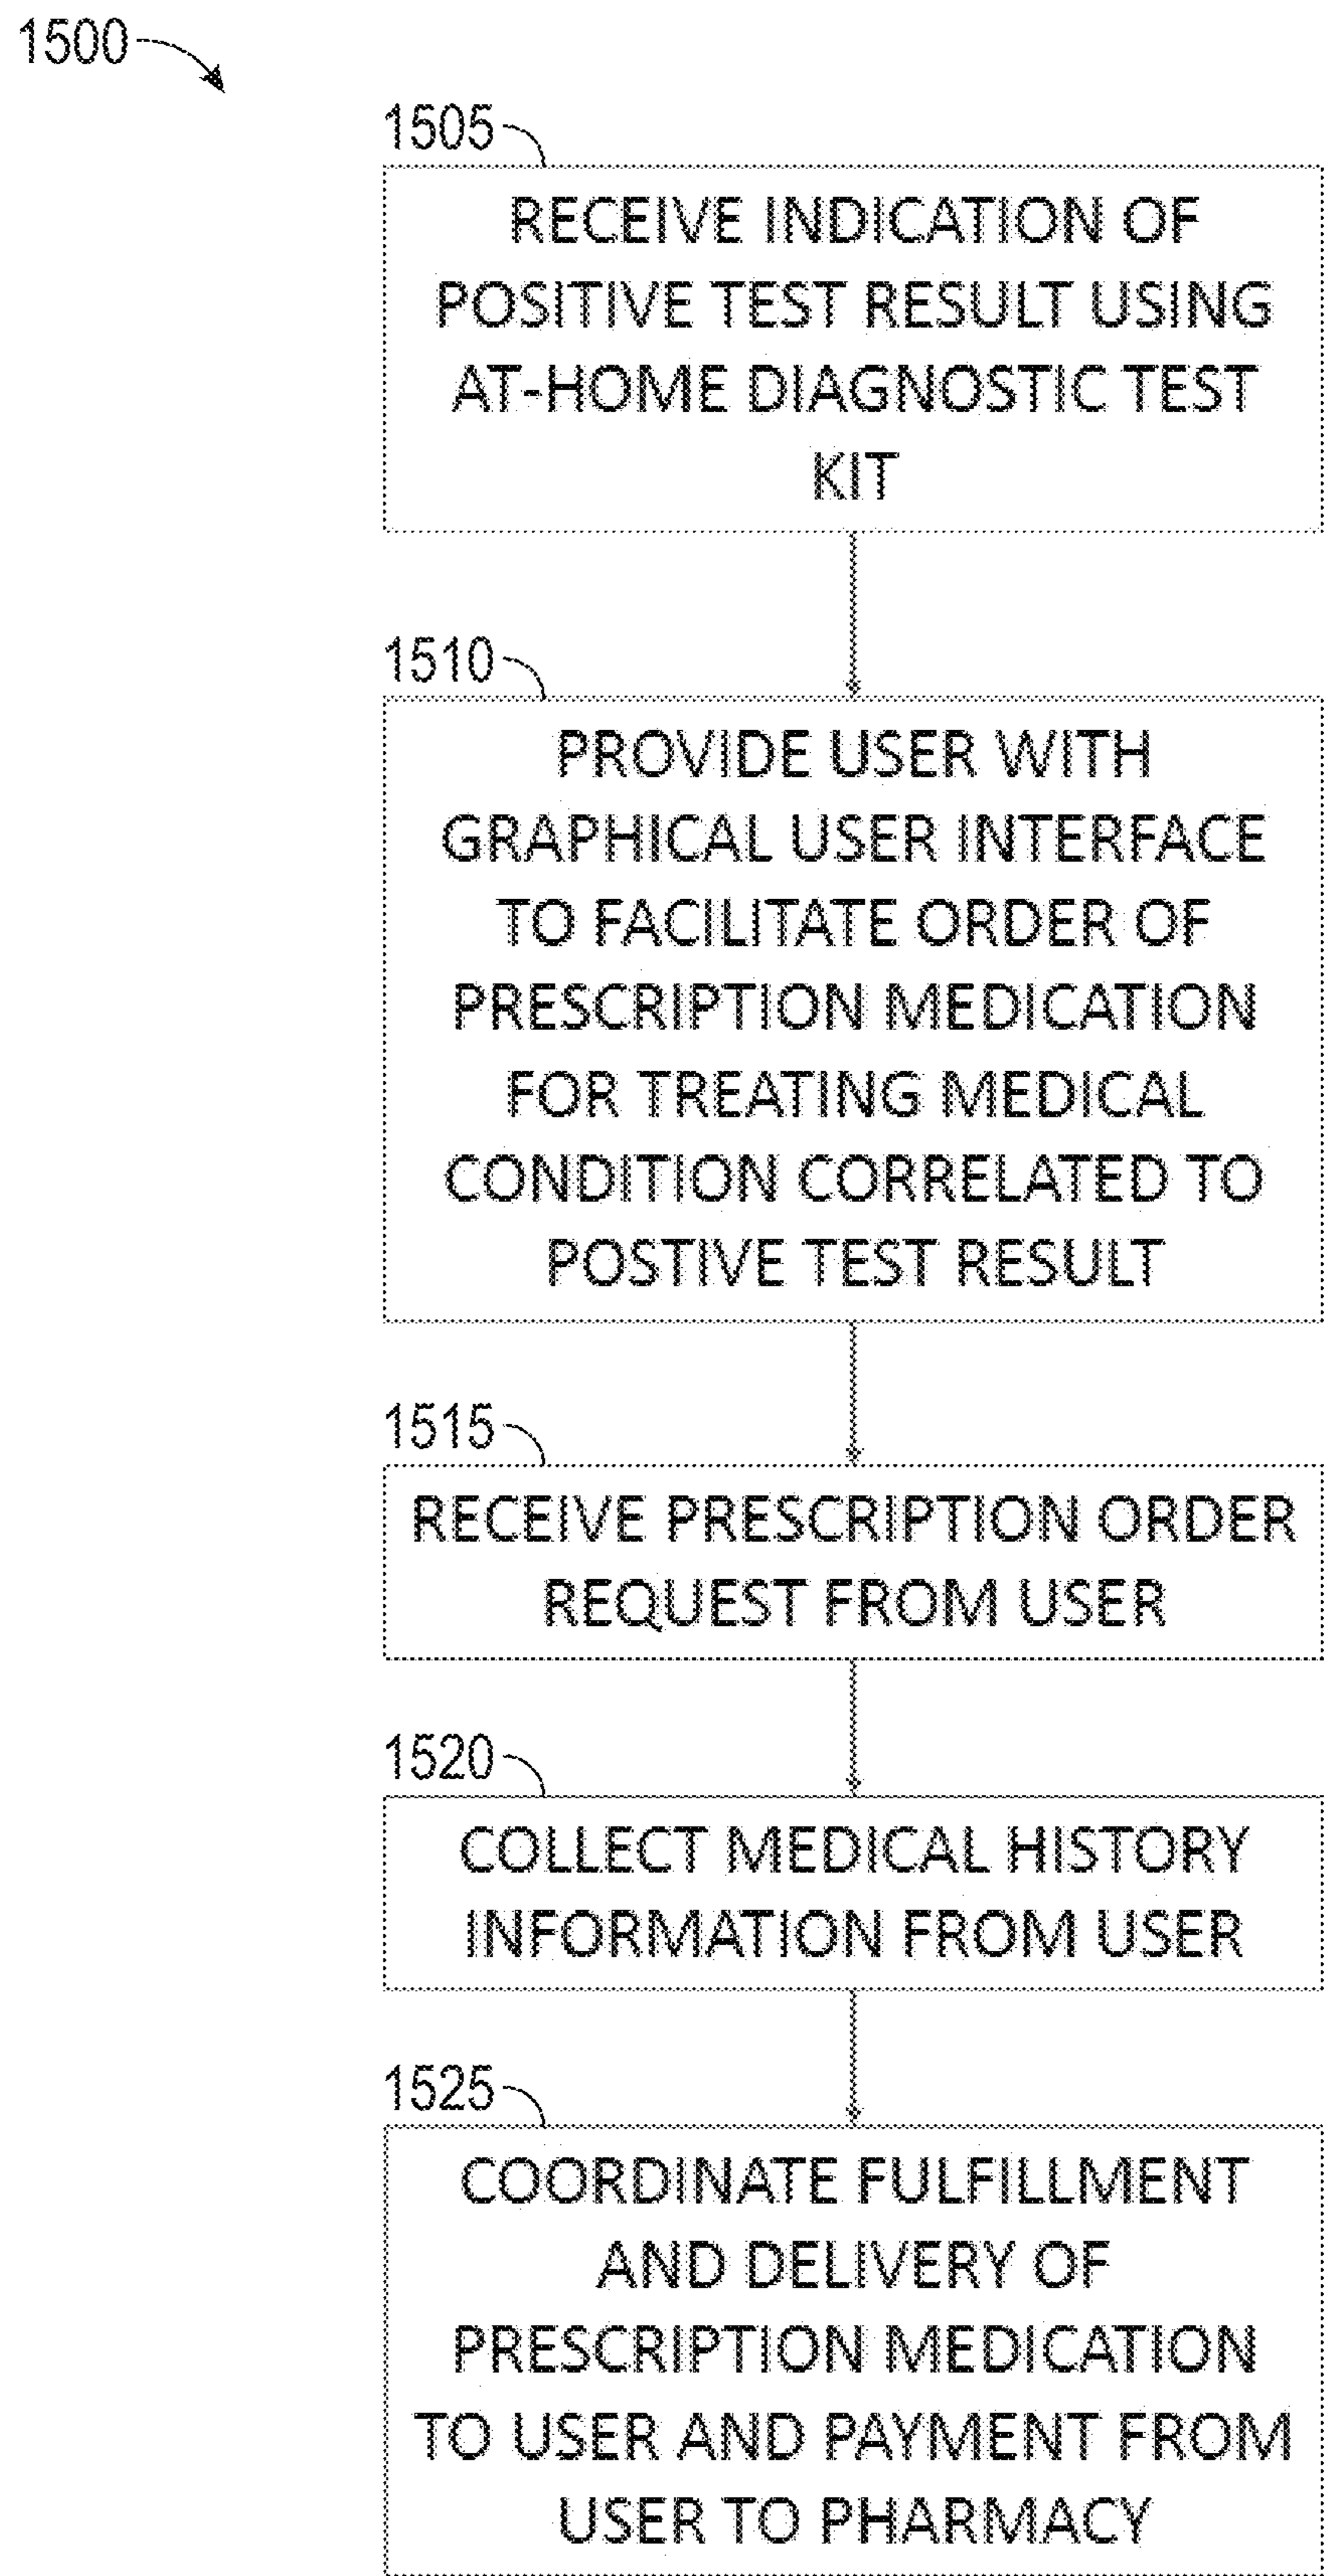 1500
1505
RECEIVE INDICATION OF
POSITIVE TEST RESULT USING
AT-HOME DIAGNOSTIC TEST
KIT
1510
PROVIDE USER WITH
GRAPHICAL USER INTERFACE
TO FACILITATE ORDER OF
PRESCRIPTION MEDICATION
FOR TREATING MEDICAL
CONDITION CORRELATED TO
POSTIVE TEST RESULT
1515
RECEIVE PRESCRIPTION ORDER
REQUEST FROM USER
1520
COLLECT MEDICAL HISTORY
INFORMATION FROM USER
1525
COORDINATE FULFILLMENT
AND DELIVERY OF
PRESCRIPTION MEDICATION
TO USER AND PAYMENT FROM
USER TO PHARMACY